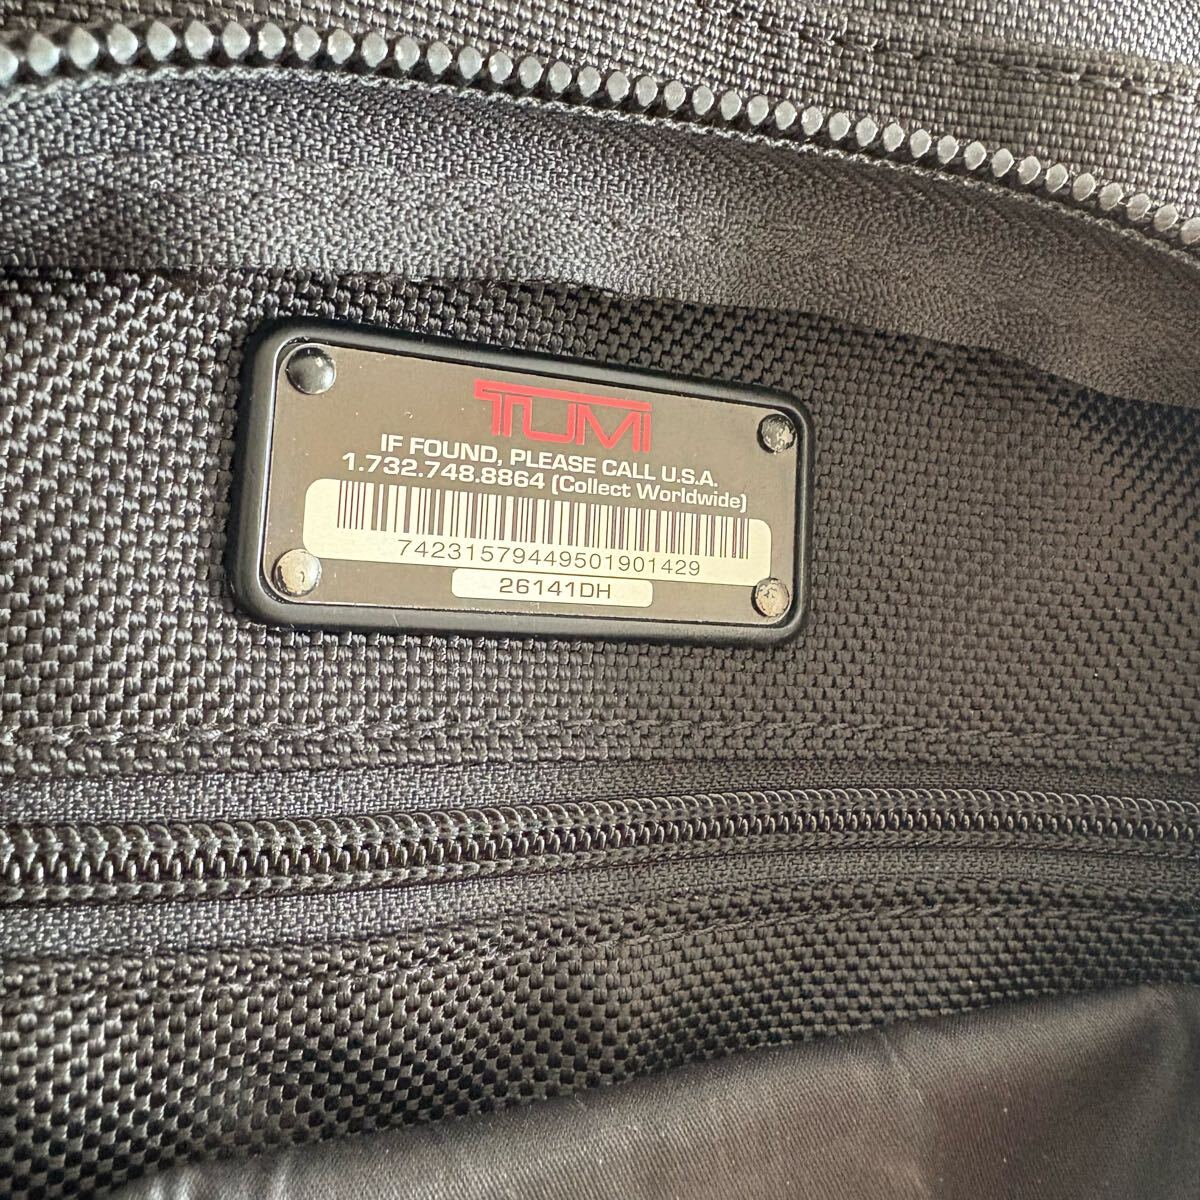 TUMI
IF FOUND, PLEASE CALL U.S.A.
1.732.748.8864 (Collect Worldwide)
74231579449501901429
26141DH